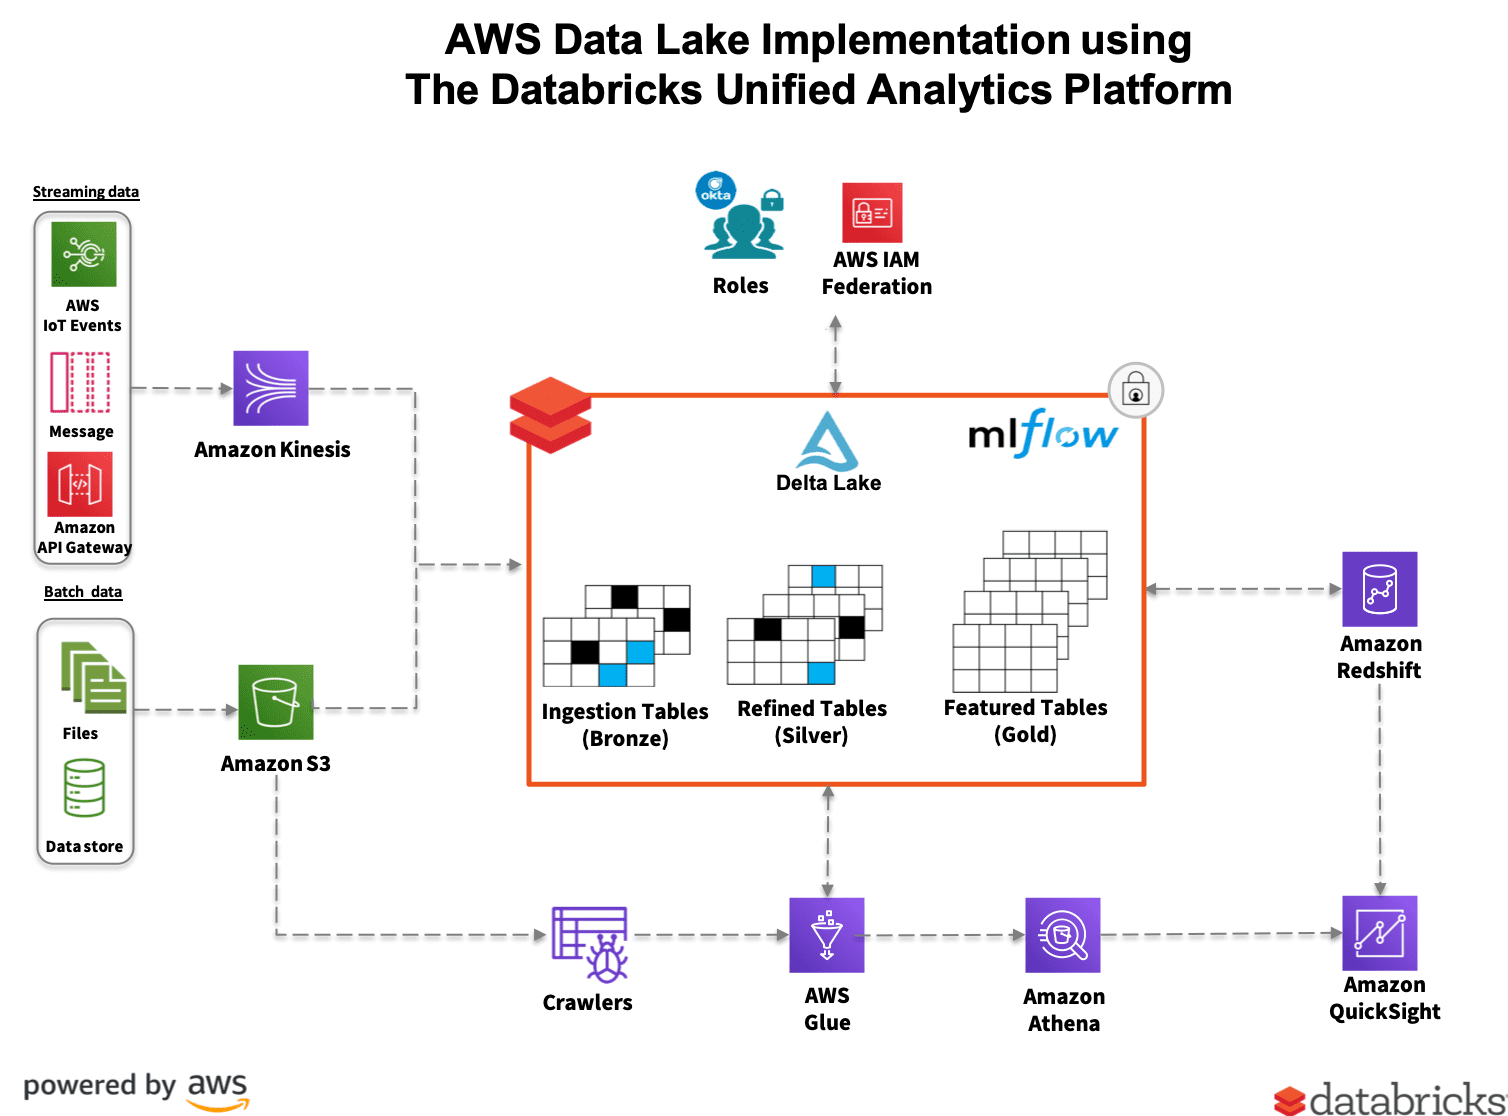 AWS Data Lake Implementation using
The Databricks Unified Analytics Platform
Streaming data
AWS
IoT Events
Message
Amazon
API Gateway
Batch data
Files
Data store
Amazon Kinesis
Amazon S3
okta
Roles
AWS IAM
Federation
Delta Lake
mlflow
Ingestion Tables
(Bronze)
Refined Tables
(Silver)
Featured Tables
(Gold)
Amazon
Redshift
Crawlers
AWS
Glue
Amazon
Athena
Amazon
QuickSight
powered by aws
databricks